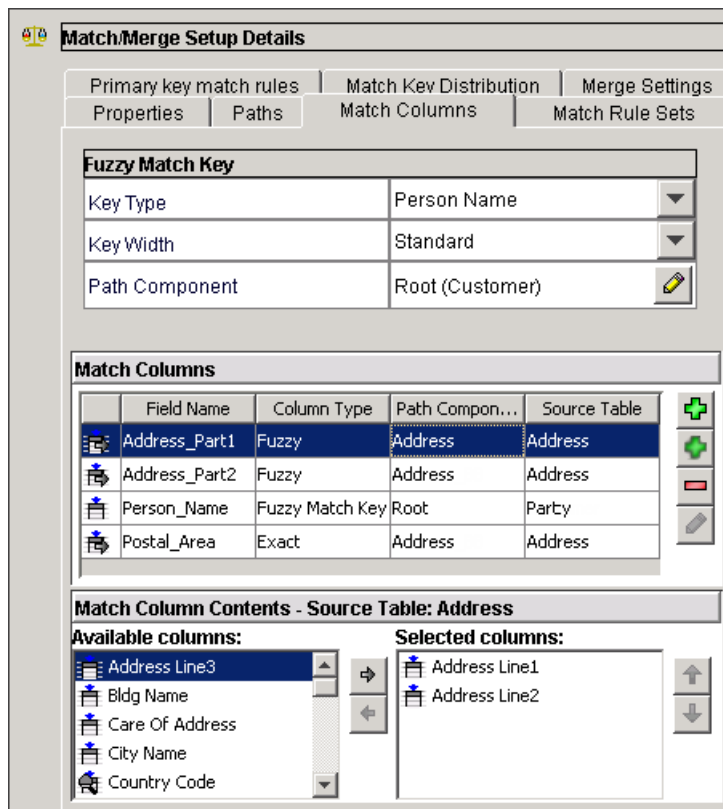 Match/Merge Setup Details
Primary key match rules Match Key Distribution Merge Settings
Properties Paths Match Columns Match Rule Sets
Fuzzy Match Key
Key Type Person Name
Key Width Standard
Path Component Root (Customer)
Match Columns
Field Name Column Type Path Compon... Source Table
Address_Part1 Fuzzy Address Address
Address_Part2 Fuzzy Address Address
Person_Name Fuzzy Match Key Root Party
Postal_Area Exact Address Address
Match Column Contents - Source Table: Address
Available columns: Selected columns:
Address Line3 Address Line1
Bldg Name Address Line2
Care Of Address
City Name
Country Code